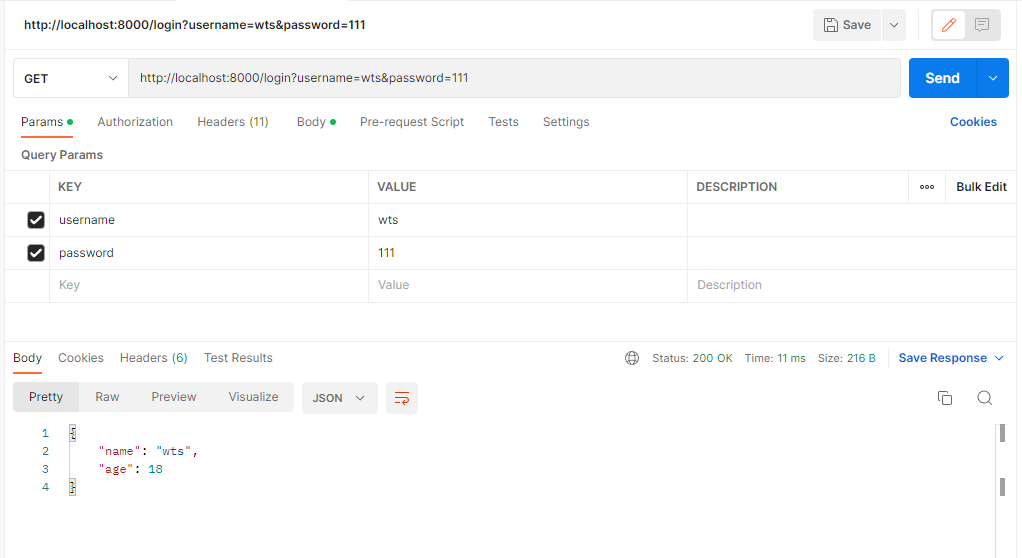 http://localhost:8000/login?username=wts&password=111
Save
GET
http://localhost:8000/login?username=wts&password=111
Send
Params Authorization Headers (11) Body Pre-request Script Tests Settings Cookies
Query Params
KEY VALUE DESCRIPTION Bulk Edit
username wts
password 111
Key Value Description
Body Cookies Headers (6) Test Results Status: 200 OK Time: 11 ms Size: 216 B Save Response
Pretty Raw Preview Visualize JSON
1 {
2 "name": "wts",
3 "age": 18
4 }